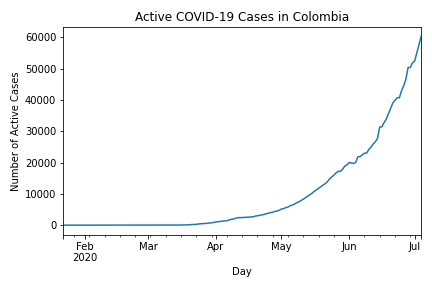 Active COVID-19 Cases in Colombia
60000
50000
40000
30000
20000
10000
0
Number of Active Cases
Feb Mar Apr May Jun Jul
2020
Day